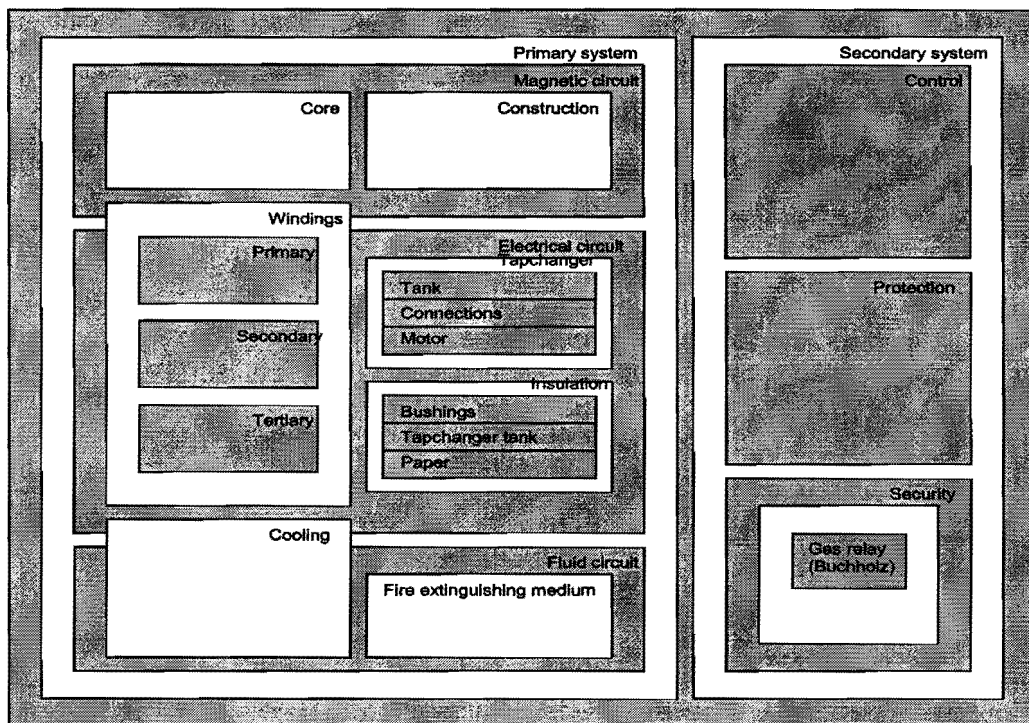 Primary system
Magnetic circuit
Core
Construction
Windings
Primary
Secondary
Tertiary
Electrical circuit
Tapchanger
Tank
Connections
Motor
Insulation
Bushings
Tapchanger tank
Paper
Cooling
Fluid circuit
Fire extinguishing medium
Secondary system
Control
Protection
Security
Gas relay
(Buchholz)